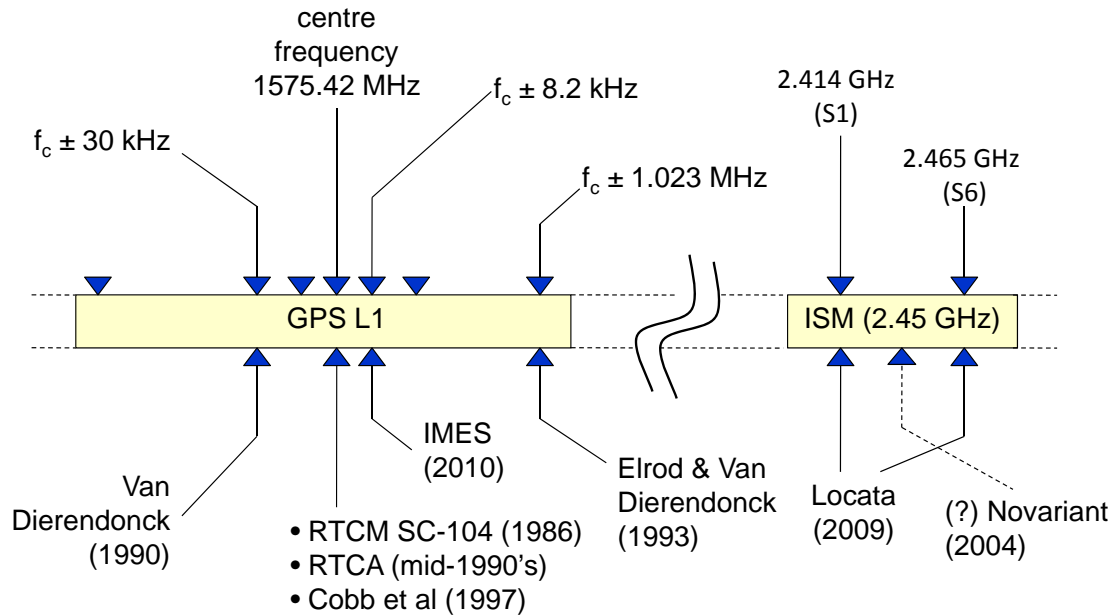 centre
frequency
1575.42 MHz
f_c ± 8.2 kHz
f_c ± 30 kHz
f_c ± 1.023 MHz
2.414 GHz
(S1)
2.465 GHz
(S6)
GPS L1
ISM (2.45 GHz)
Van
Dierendonck
(1990)
• RTCM SC-104 (1986)
• RTCA (mid-1990's)
• Cobb et al (1997)
IMES
(2010)
Elrod & Van
Dierendonck
(1993)
Locata
(2009)
(?) Novariant
(2004)